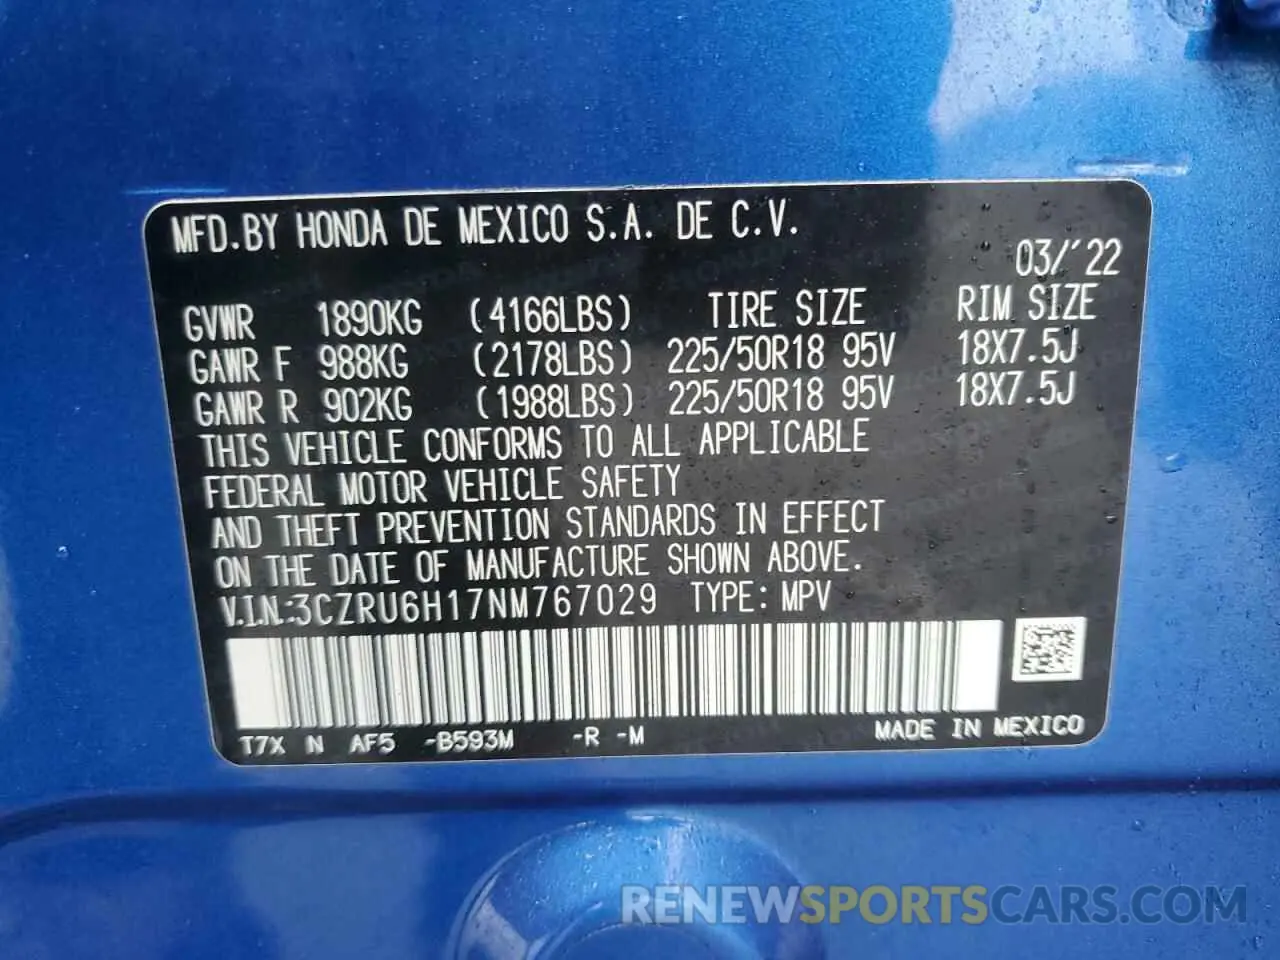 MFD.BY HONDA DE MEXICO S.A. DE C.V.
03/'22
GVWR 1890KG (4166LBS) TIRE SIZE RIM SIZE
GAWR F 988KG (2178LBS) 225/50R18 95V 18X7.5J
GAWR R 902KG (1988LBS) 225/50R18 95V 18X7.5J
THIS VEHICLE CONFORMS TO ALL APPLICABLE
FEDERAL MOTOR VEHICLE SAFETY
AND THEFT PREVENTION STANDARDS IN EFFECT
ON THE DATE OF MANUFACTURE SHOWN ABOVE.
V.I.N.:3CZRU6H17NM767029 TYPE: MPV
T7X N AF5 -B593M -R -M MADE IN MEXICO
RENEWSPORTSCARS.COM